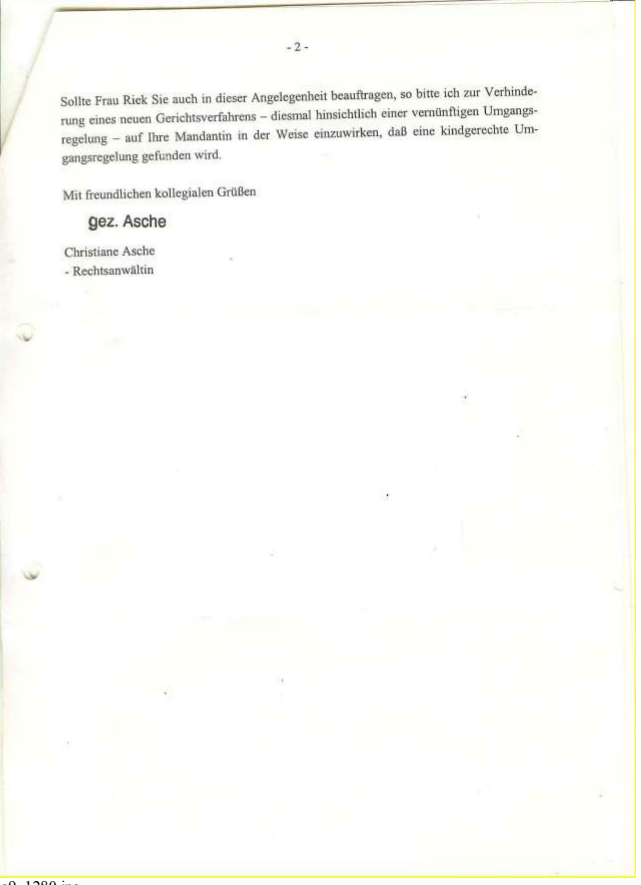 - 2 -
Sollte Frau Riek Sie auch in dieser Angelegenheit beauftragen, so bitte ich zur Verhinde-
rung eines neuen Gerichtsverfahrens – diesmal hinsichtlich einer vernünftigen Umgangs-
regelung – auf Ihre Mandantin in der Weise einzuwirken, daß eine kindgerechte Um-
gangsregelung gefunden wird.
Mit freundlichen kollegialen Grüßen
gez. Asche
Christiane Asche
- Rechtsanwältin